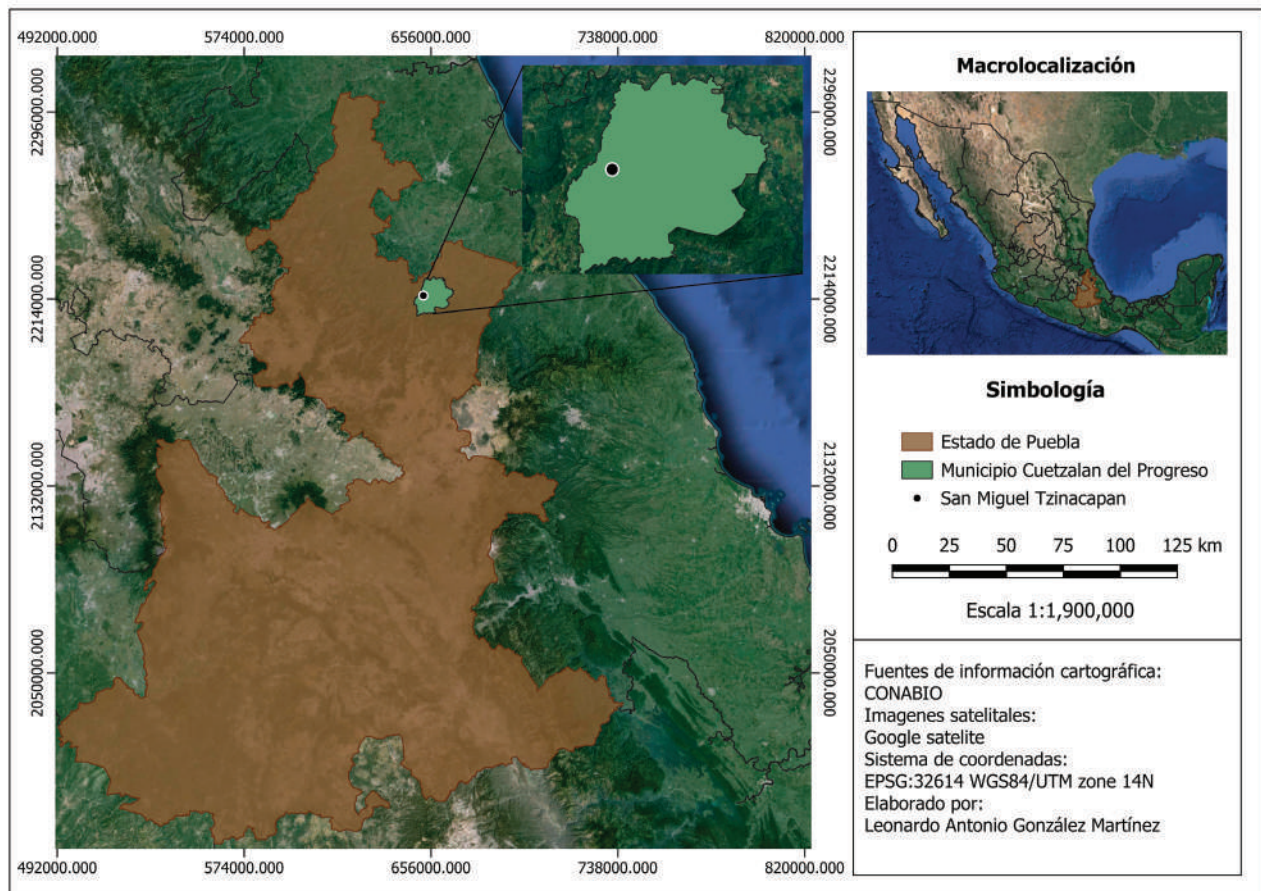 492000.000 574000.000 656000.000 738000.000 820000.000
2296000.000
2214000.000
2132000.000
2050000.000
2296000.000
2214000.000
2132000.000
2050000.000
492000.000 574000.000 656000.000 738000.000 820000.000
Macrolocalización
Simbología
Estado de Puebla
Municipio Cuetzalan del Progreso
San Miguel Tzinacapan
0 25 50 75 100 125 km
Escala 1:1,900,000
Fuentes de información cartográfica:
CONABIO
Imagenes satelitales:
Google satelite
Sistema de coordenadas:
EPSG:32614 WGS84/UTM zone 14N
Elaborado por:
Leonardo Antonio González Martínez